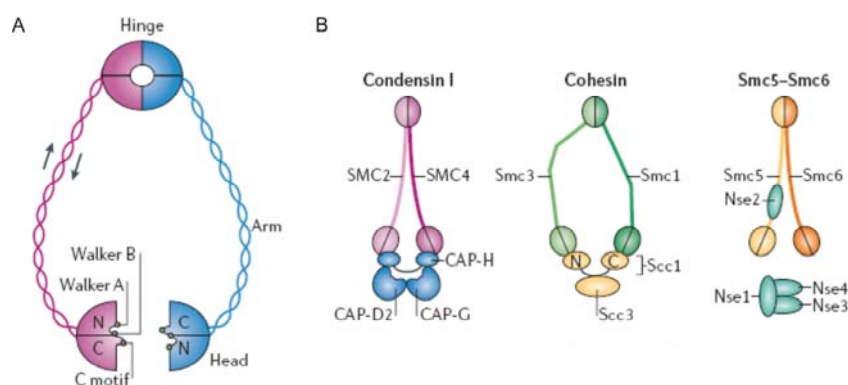 A
Hinge
Arm
Walker B
Walker A
N
C
C
N
Head
C motif
B
Condensin I
SMC2
SMC4
CAP-H
CAP-D2
CAP-G
Cohesin
Smc3
Smc1
N
C
Scc1
Scc3
Smc5–Smc6
Smc5
Smc6
Nse2
Nse1
Nse4
Nse3